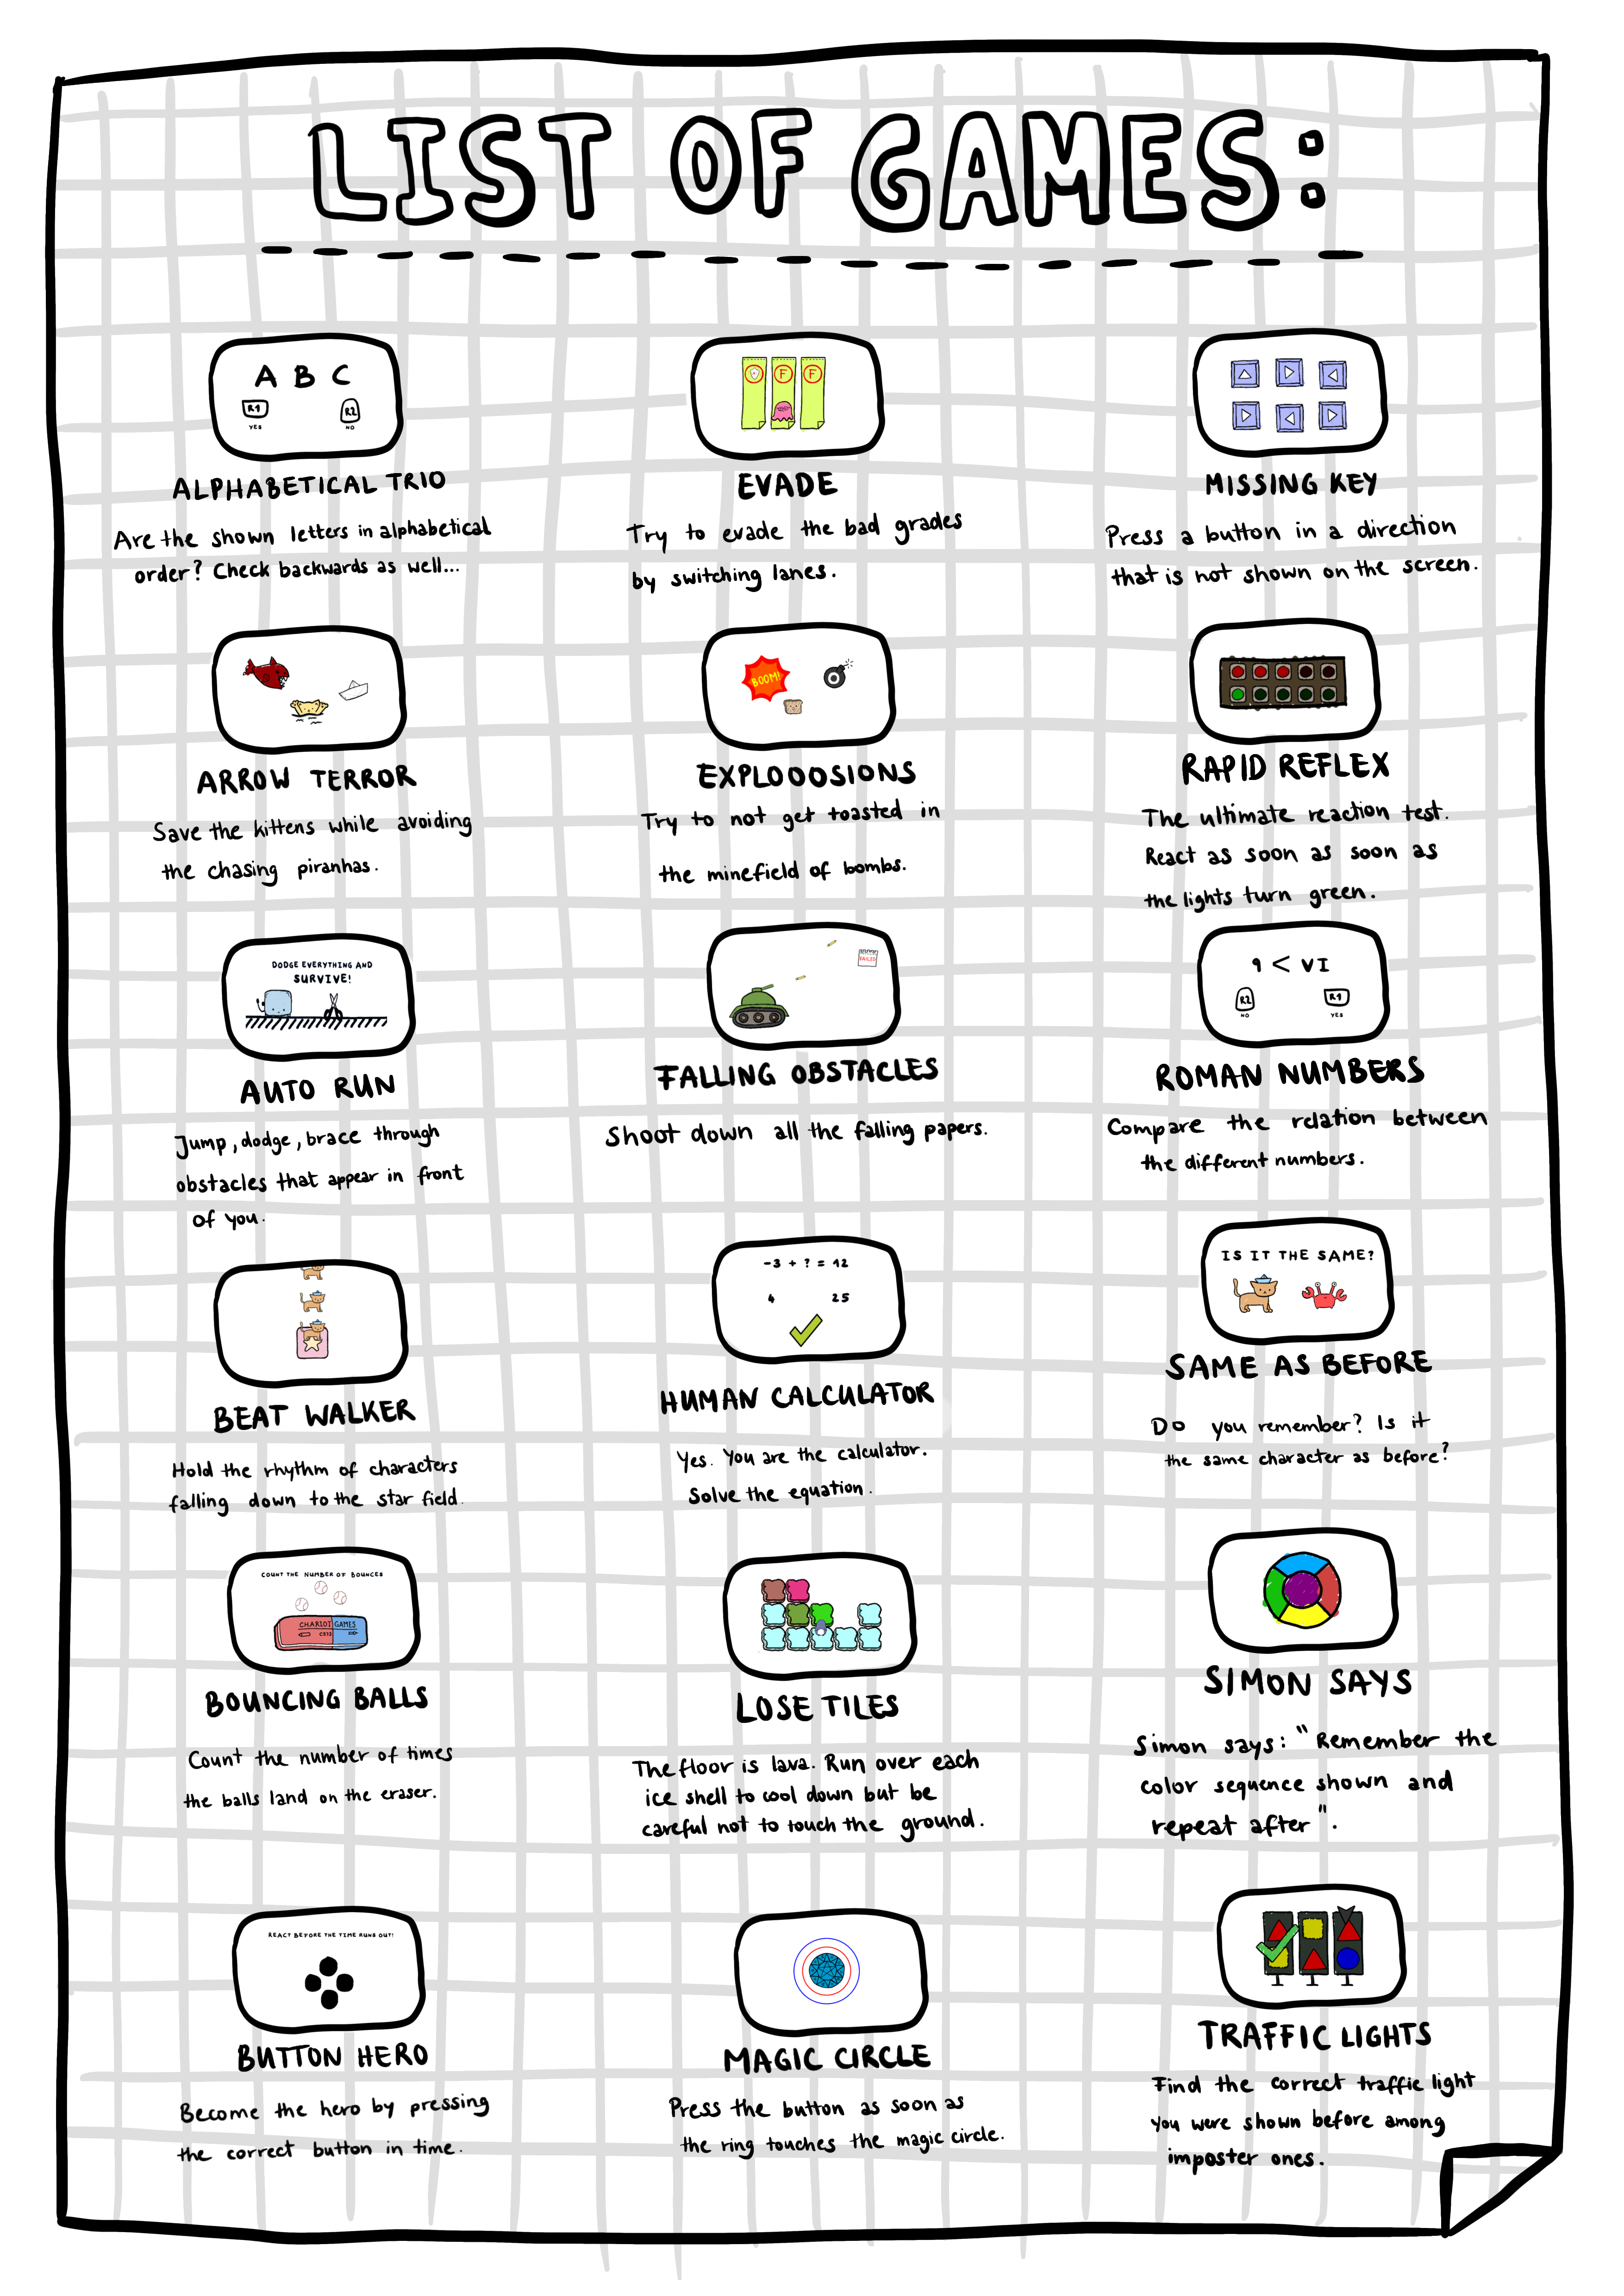 LIST OF GAMES:
A B C
R1 R2
YES NO
ALPHABETICAL TRIO
Are the shown letters in alphabetical
order? Check backwards as well...
F F
EVADE
Try to evade the bad grades
by switching lanes.
MISSING KEY
Press a button in a direction
that is not shown on the screen.
ARROW TERROR
Save the kittens while avoiding
the chasing piranhas.
BOOM!
EXPLOOOSIONS
Try to not get toasted in
the minefield of bombs.
RAPID REFLEX
The ultimate reaction test.
React as soon as soon as
the lights turn green.
DODGE EVERYTHING AND
SURVIVE!
AUTO RUN
Jump, dodge, brace through
obstacles that appear in front
of you.
FAILED
FALLING OBSTACLES
Shoot down all the falling papers.
9 < VI
R2 R1
NO YES
ROMAN NUMBERS
Compare the relation between
the different numbers.
BEAT WALKER
Hold the rhythm of characters
falling down to the star field.
-3 + ? = 12
4 25
HUMAN CALCULATOR
Yes. You are the calculator.
Solve the equation.
IS IT THE SAME?
SAME AS BEFORE
Do you remember? Is it
the same character as before?
COUNT THE NUMBER OF BOUNCES
CHARIOT GAMES
BOUNCING BALLS
Count the number of times
the balls land on the eraser.
LOSE TILES
The floor is lava. Run over each
ice shell to cool down but be
careful not to touch the ground.
SIMON SAYS
Simon says: "Remember the
color sequence shown and
repeat after".
REACT BEFORE THE TIME RUNS OUT!
BUTTON HERO
Become the hero by pressing
the correct button in time.
MAGIC CIRCLE
Press the button as soon as
the ring touches the magic circle.
TRAFFIC LIGHTS
Find the correct traffic light
you were shown before among
imposter ones.